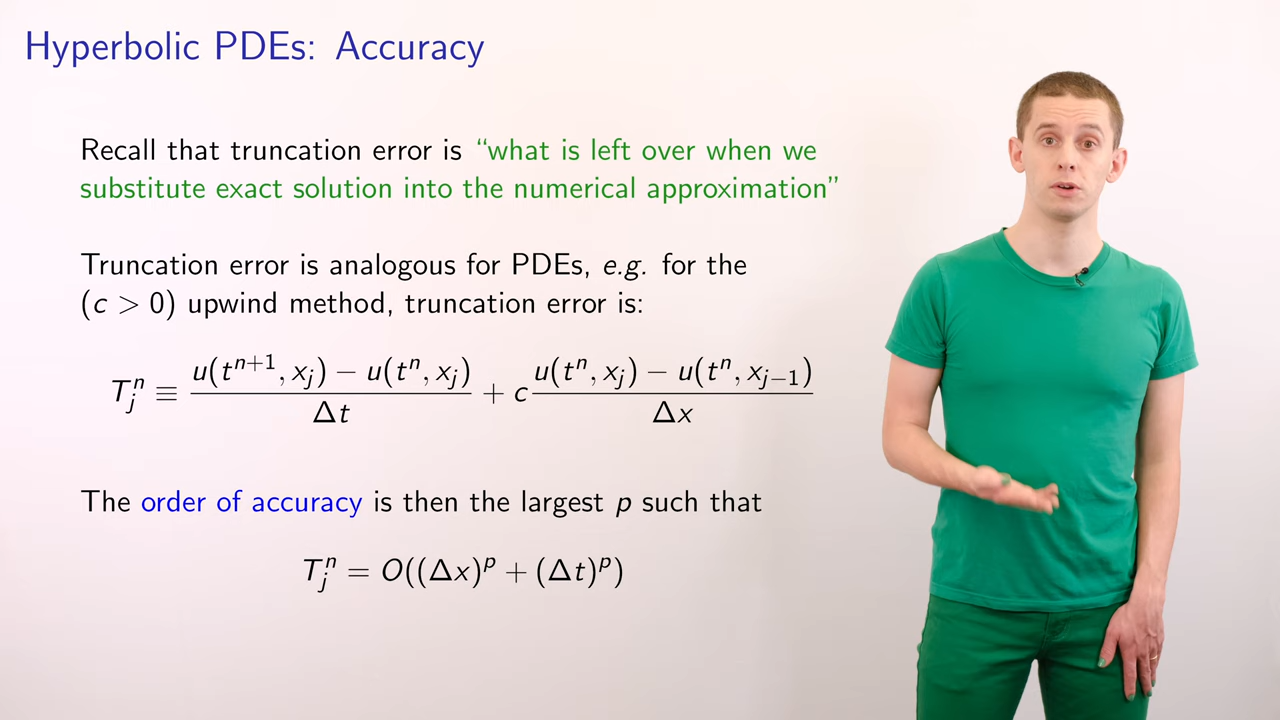 Hyperbolic PDEs: Accuracy
Recall that truncation error is “what is left over when we
substitute exact solution into the numerical approximation”
Truncation error is analogous for PDEs, e.g. for the
(c > 0) upwind method, truncation error is:
T_j^n ≡ \frac{u(t^{n+1}, x_j) − u(t^n, x_j)}{Δt} + c \frac{u(t^n, x_j) − u(t^n, x_{j−1})}{Δx}
The order of accuracy is then the largest p such that
T_j^n = O((Δx)^p + (Δt)^p)